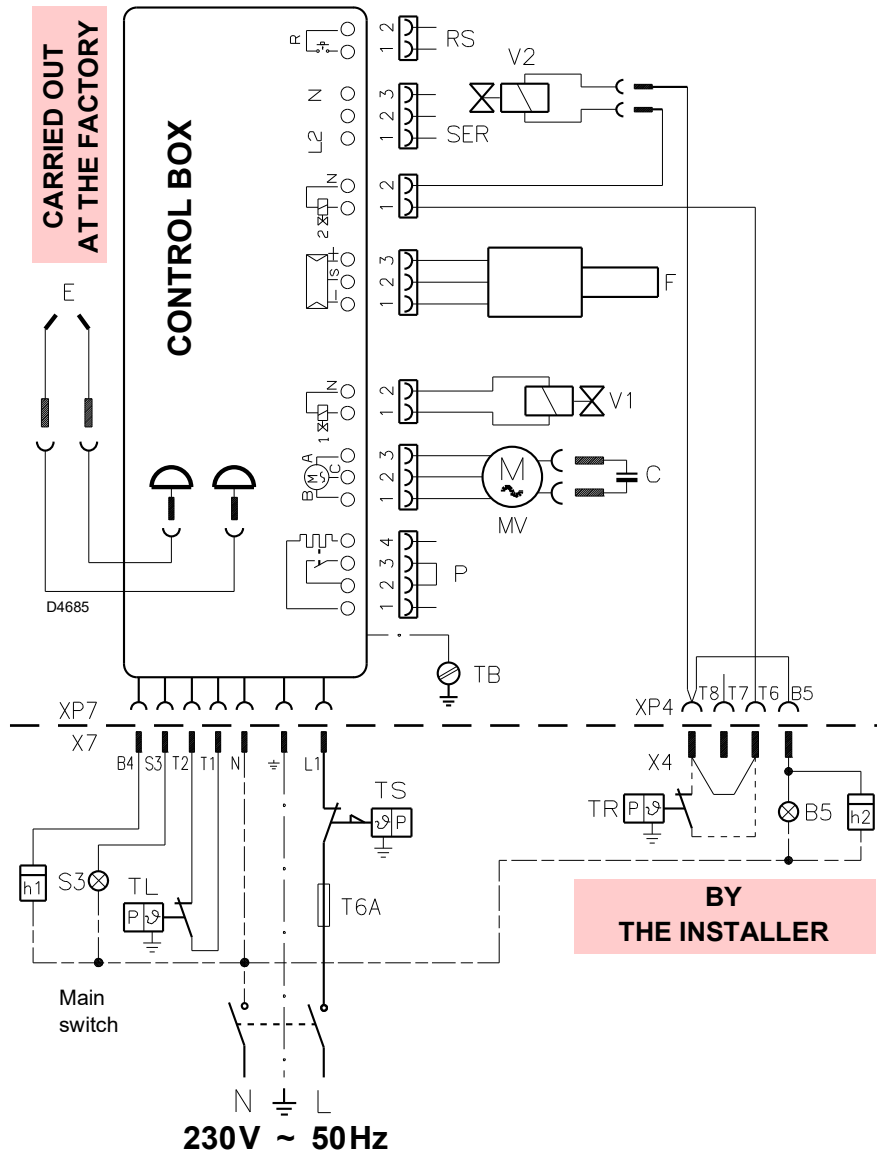 CARRIED OUT
AT THE FACTORY
CONTROL BOX
R
2
1
RS
V2
N
L2
3
2
1
SER
N
2
2
1
+
S
-
3
2
1
F
E
N
1
2
1
V1
A
C
B
M
3
2
1
M
MV
C
4
3
2
1
P
D4685
TB
XP7
X7
XP4
T8
T7
T6
B5
X4
B4
S3
T2
T1
N
L1
TS
ϑ P
TR
P ϑ
B5
h2
h1
S3
TL
P ϑ
T6A
BY
THE INSTALLER
Main
switch
N
L
230V ~ 50Hz